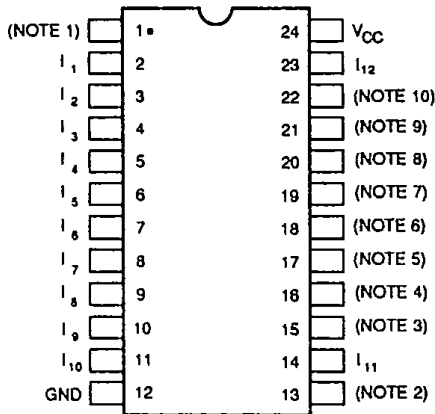 (NOTE 1) 1 24 VCC
I1 2 23 I12
I2 3 22 (NOTE 10)
I3 4 21 (NOTE 9)
I4 5 20 (NOTE 8)
I5 6 19 (NOTE 7)
I6 7 18 (NOTE 6)
I7 8 17 (NOTE 5)
I8 9 16 (NOTE 4)
I9 10 15 (NOTE 3)
I10 11 14 I11
GND 12 13 (NOTE 2)